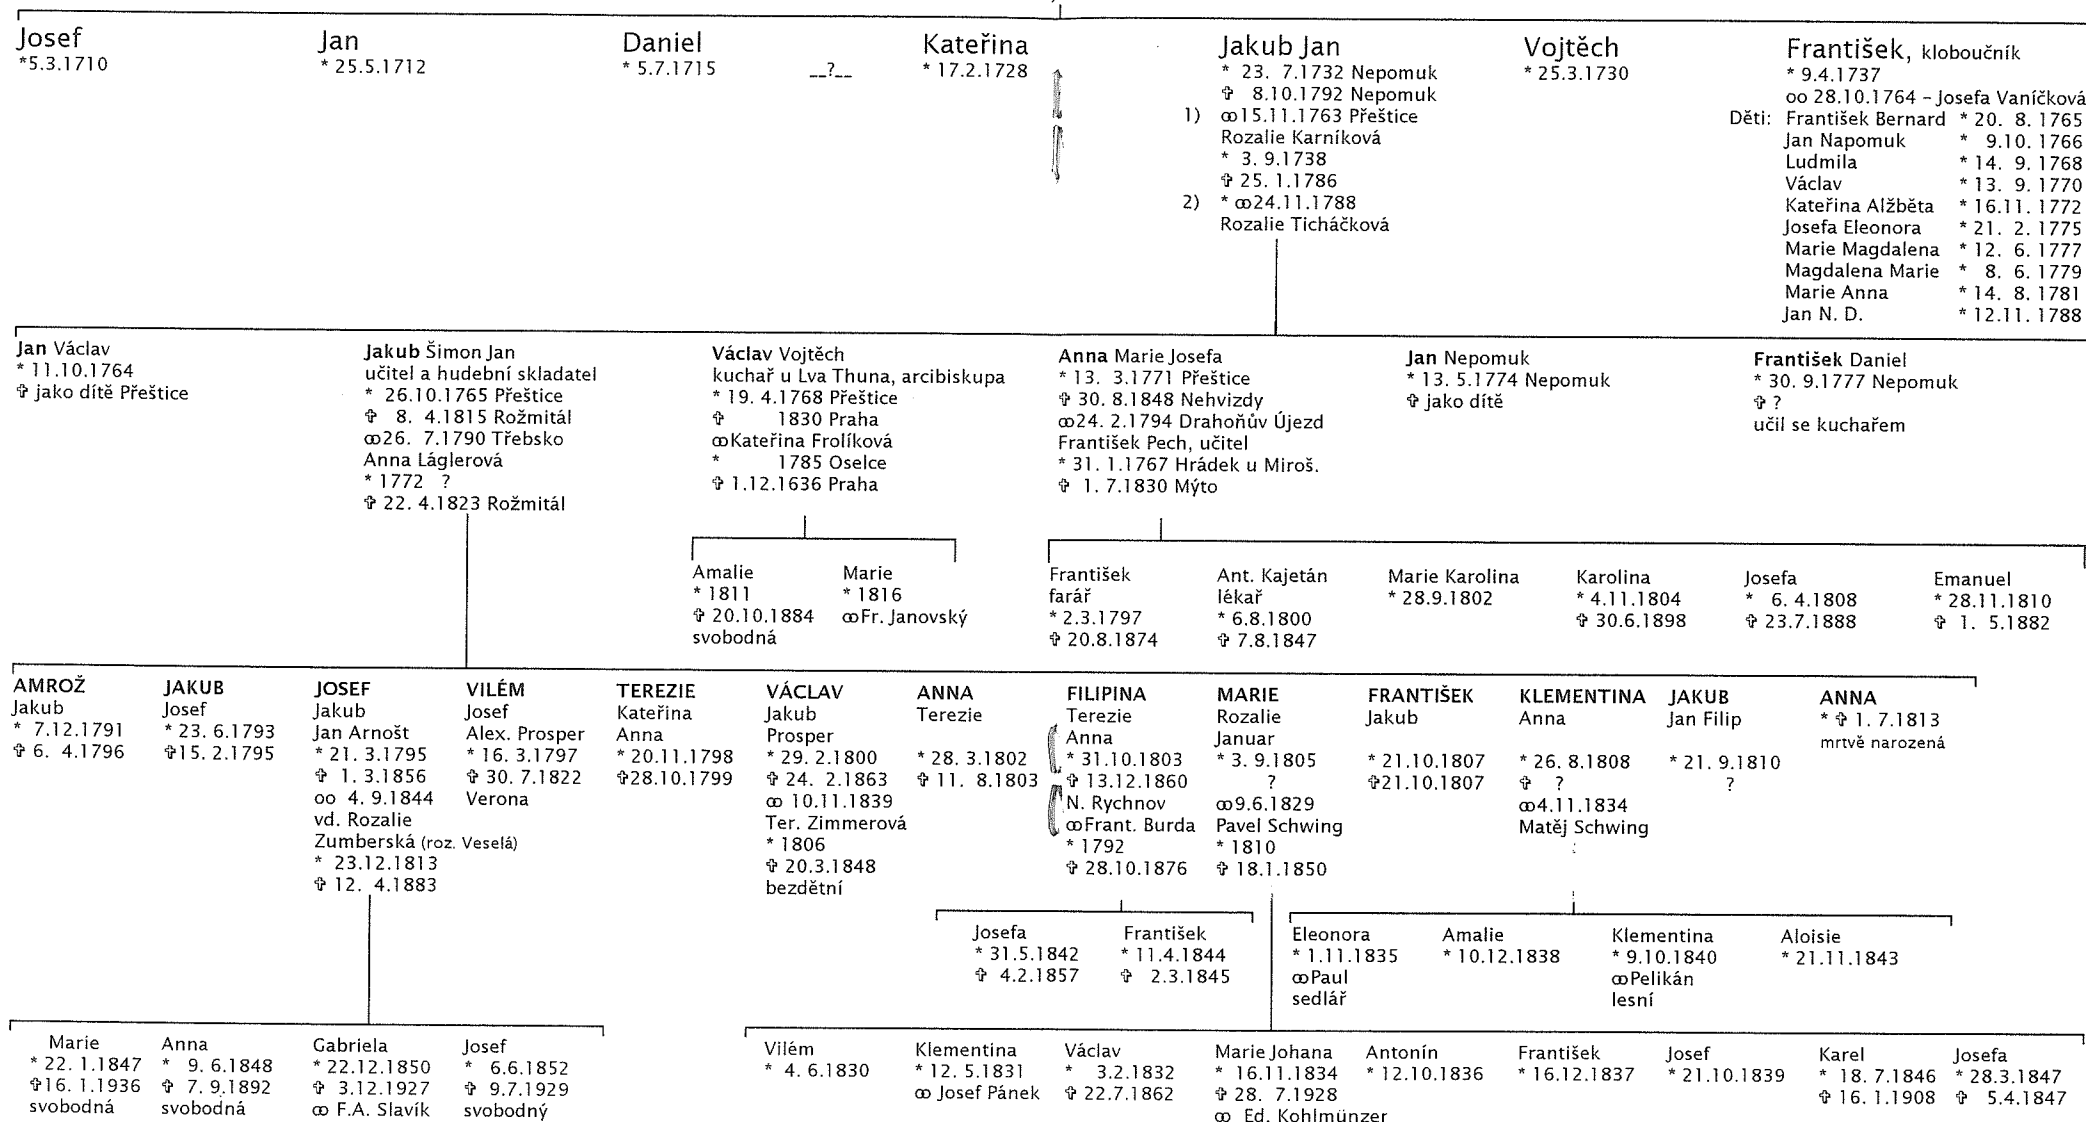 Josef
*5.3.1710
Jan
* 25.5.1712
Daniel
* 5.7.1715
__?__
Kateřina
* 17.2.1728
Jakub Jan
* 23. 7.1732 Nepomuk
✞ 8.10.1792 Nepomuk
1) ꝏ15.11.1763 Přeštice
Rozalie Karníková
* 3. 9.1738
✞ 25. 1.1786
2) * ꝏ24.11.1788
Rozalie Ticháčková
Vojtěch
* 25.3.1730
František, kloboučník
* 9.4.1737
oo 28.10.1764 – Josefa Vaníčková
Děti: František Bernard * 20. 8. 1765
Jan Napomuk * 9.10. 1766
Ludmila * 14. 9. 1768
Václav * 13. 9. 1770
Kateřina Alžběta * 16.11. 1772
Josefa Eleonora * 21. 2. 1775
Marie Magdalena * 12. 6. 1777
Magdalena Marie * 8. 6. 1779
Marie Anna * 14. 8. 1781
Jan N. D. * 12.11. 1788
Jan Václav
* 11.10.1764
✞ jako dítě Přeštice
Jakub Šimon Jan
učitel a hudební skladatel
* 26.10.1765 Přeštice
✞ 8. 4.1815 Rožmitál
ꝏ26. 7.1790 Třebsko
Anna Láglerová
* 1772 ?
✞ 22. 4.1823 Rožmitál
Václav Vojtěch
kuchař u Lva Thuna, arcibiskupa
* 19. 4.1768 Přeštice
✞ 1830 Praha
ꝏKateřina Frolíková
* 1785 Oselce
✞ 1.12.1636 Praha
Anna Marie Josefa
* 13. 3.1771 Přeštice
✞ 30. 8.1848 Nehvizdy
ꝏ24. 2.1794 Drahoňův Újezd
František Pech, učitel
* 31. 1.1767 Hrádek u Miroš.
✞ 1. 7.1830 Mýto
Jan Nepomuk
* 13. 5.1774 Nepomuk
✞ jako dítě
František Daniel
* 30. 9.1777 Nepomuk
✞ ?
učil se kuchařem
Amalie
* 1811
✞ 20.10.1884
svobodná
Marie
* 1816
ꝏFr. Janovský
František
farář
* 2.3.1797
✞ 20.8.1874
Ant. Kajetán
lékař
* 6.8.1800
✞ 7.8.1847
Marie Karolina
* 28.9.1802
Karolina
* 4.11.1804
✞ 30.6.1898
Josefa
* 6. 4.1808
✞ 23.7.1888
Emanuel
* 28.11.1810
✞ 1. 5.1882
AMROŽ
Jakub
* 7.12.1791
✞ 6. 4.1796
JAKUB
Josef
* 23. 6.1793
✞15. 2.1795
JOSEF
Jakub
Jan Arnošt
* 21. 3.1795
✞ 1. 3.1856
oo 4. 9.1844
vd. Rozalie
Zumberská (roz. Veselá)
* 23.12.1813
✞ 12. 4.1883
VILÉM
Josef
Alex. Prosper
* 16. 3.1797
✞ 30. 7.1822
Verona
TEREZIE
Kateřina
Anna
* 20.11.1798
✞28.10.1799
VÁCLAV
Jakub
Prosper
* 29. 2.1800
✞ 24. 2.1863
ꝏ 10.11.1839
Ter. Zimmerová
* 1806
✞ 20.3.1848
bezdětní
ANNA
Terezie
* 28. 3.1802
✞ 11. 8.1803
FILIPINA
Terezie
Anna
* 31.10.1803
✞ 13.12.1860
N. Rychnov
ꝏFrant. Burda
* 1792
✞ 28.10.1876
MARIE
Rozalie
Januar
* 3. 9.1805
?
ꝏ9.6.1829
Pavel Schwing
* 1810
✞ 18.1.1850
FRANTIŠEK
Jakub
* 21.10.1807
✞21.10.1807
KLEMENTINA
Anna
* 26. 8.1808
✞ ?
ꝏ4.11.1834
Matěj Schwing
JAKUB
Jan Filip
* 21. 9.1810
?
ANNA
* ✞ 1. 7.1813
mrtvě narozená
Josefa
* 31.5.1842
✞ 4.2.1857
František
* 11.4.1844
✞ 2.3.1845
Eleonora
* 1.11.1835
ꝏPaul
sedlář
Amalie
* 10.12.1838
Klementina
* 9.10.1840
ꝏPelikán
lesní
Aloisie
* 21.11.1843
Marie
* 22. 1.1847
✞16. 1.1936
svobodná
Anna
* 9. 6.1848
✞ 7. 9.1892
svobodná
Gabriela
* 22.12.1850
✞ 3.12.1927
ꝏ F.A. Slavík
Josef
* 6.6.1852
✞ 9.7.1929
svobodný
Vilém
* 4. 6.1830
Klementina
* 12. 5.1831
ꝏ Josef Pánek
Václav
* 3.2.1832
✞ 22.7.1862
Marie Johana
* 16.11.1834
✞ 28. 7.1928
ꝏ Ed. Kohlmünzer
Antonín
* 12.10.1836
František
* 16.12.1837
Josef
* 21.10.1839
Karel
* 18. 7.1846
✞ 16. 1.1908
Josefa
* 28.3.1847
✞ 5.4.1847